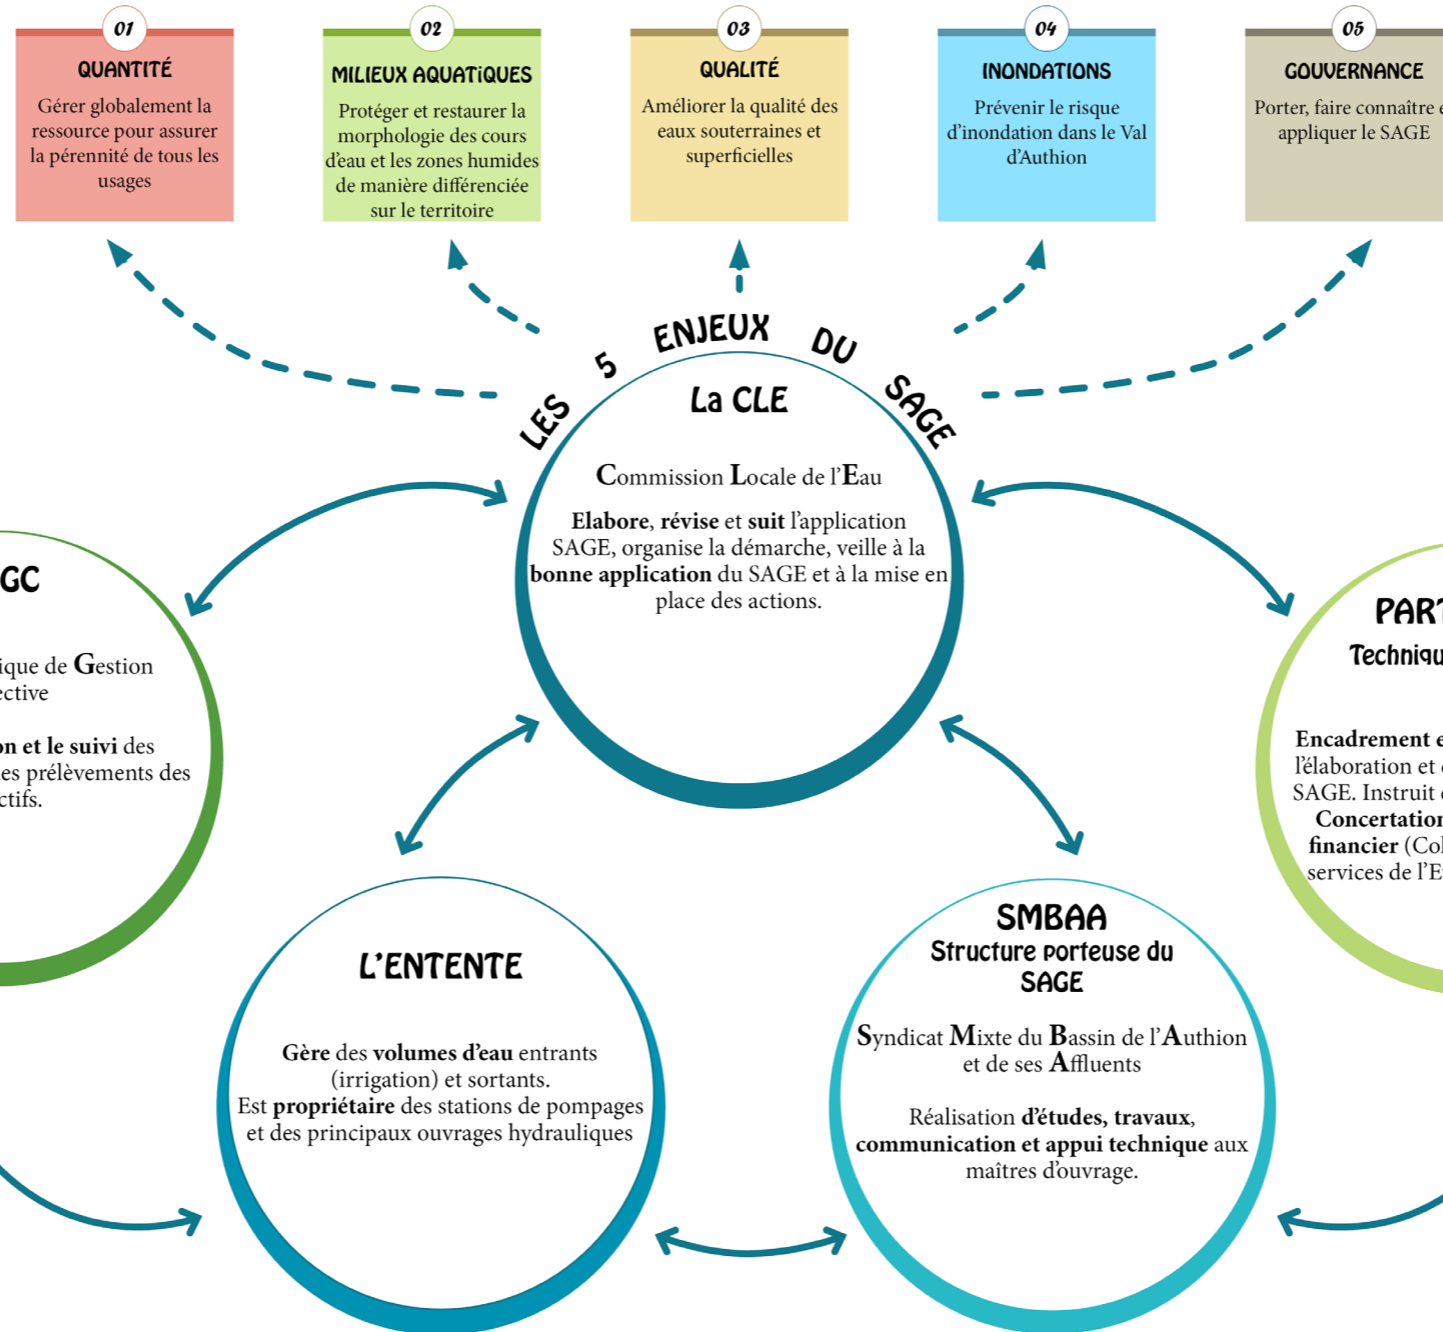 01
QUANTITÉ
Gérer globalement la
ressource pour assurer
la pérennité de tous les
usages
02
MILIEUX AQUATIQUES
Protéger et restaurer la
morphologie des cours
d'eau et les zones humides
de manière différenciée
sur le territoire
03
QUALITÉ
Améliorer la qualité des
eaux souterraines et
superficielles
04
INONDATIONS
Prévenir le risque
d'inondation dans le Val
d'Authion
05
GOUVERNANCE
Porter, faire connaître e
appliquer le SAGE
LES 5 ENJEUX DU SAGE
La CLE
Commission Locale de l'Eau
Elabore, révise et suit l'application
SAGE, organise la démarche, veille à la
bonne application du SAGE et à la mise en
place des actions.
GC
ique de Gestion
ective
on et le suivi des
es prélèvements des
ctifs.
PART
Techniqu
Encadrement e
l'élaboration et
SAGE. Instruit
Concertation
financier (Col
services de l'E
L'ENTENTE
Gère des volumes d'eau entrants
(irrigation) et sortants.
Est propriétaire des stations de pompages
et des principaux ouvrages hydrauliques
SMBAA
Structure porteuse du
SAGE
Syndicat Mixte du Bassin de l'Authion
et de ses Affluents
Réalisation d'études, travaux,
communication et appui technique aux
maîtres d'ouvrage.